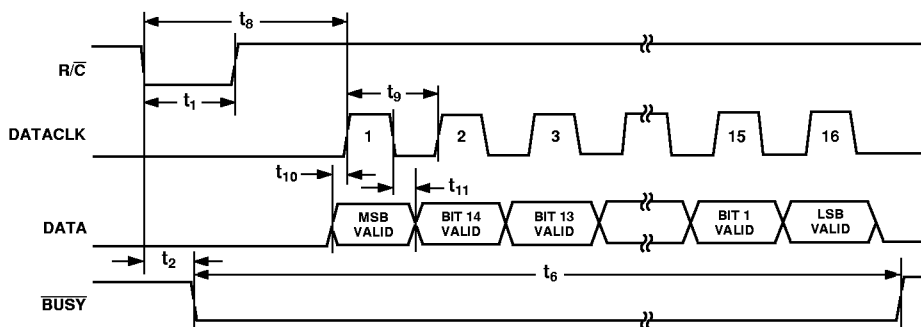 t8
R/C̅
t1
t9
DATACLK
1 2 3 15 16
t10
t11
DATA
MSB VALID
BIT 14 VALID
BIT 13 VALID
BIT 1 VALID
LSB VALID
t2
t6
B̅U̅S̅Y̅